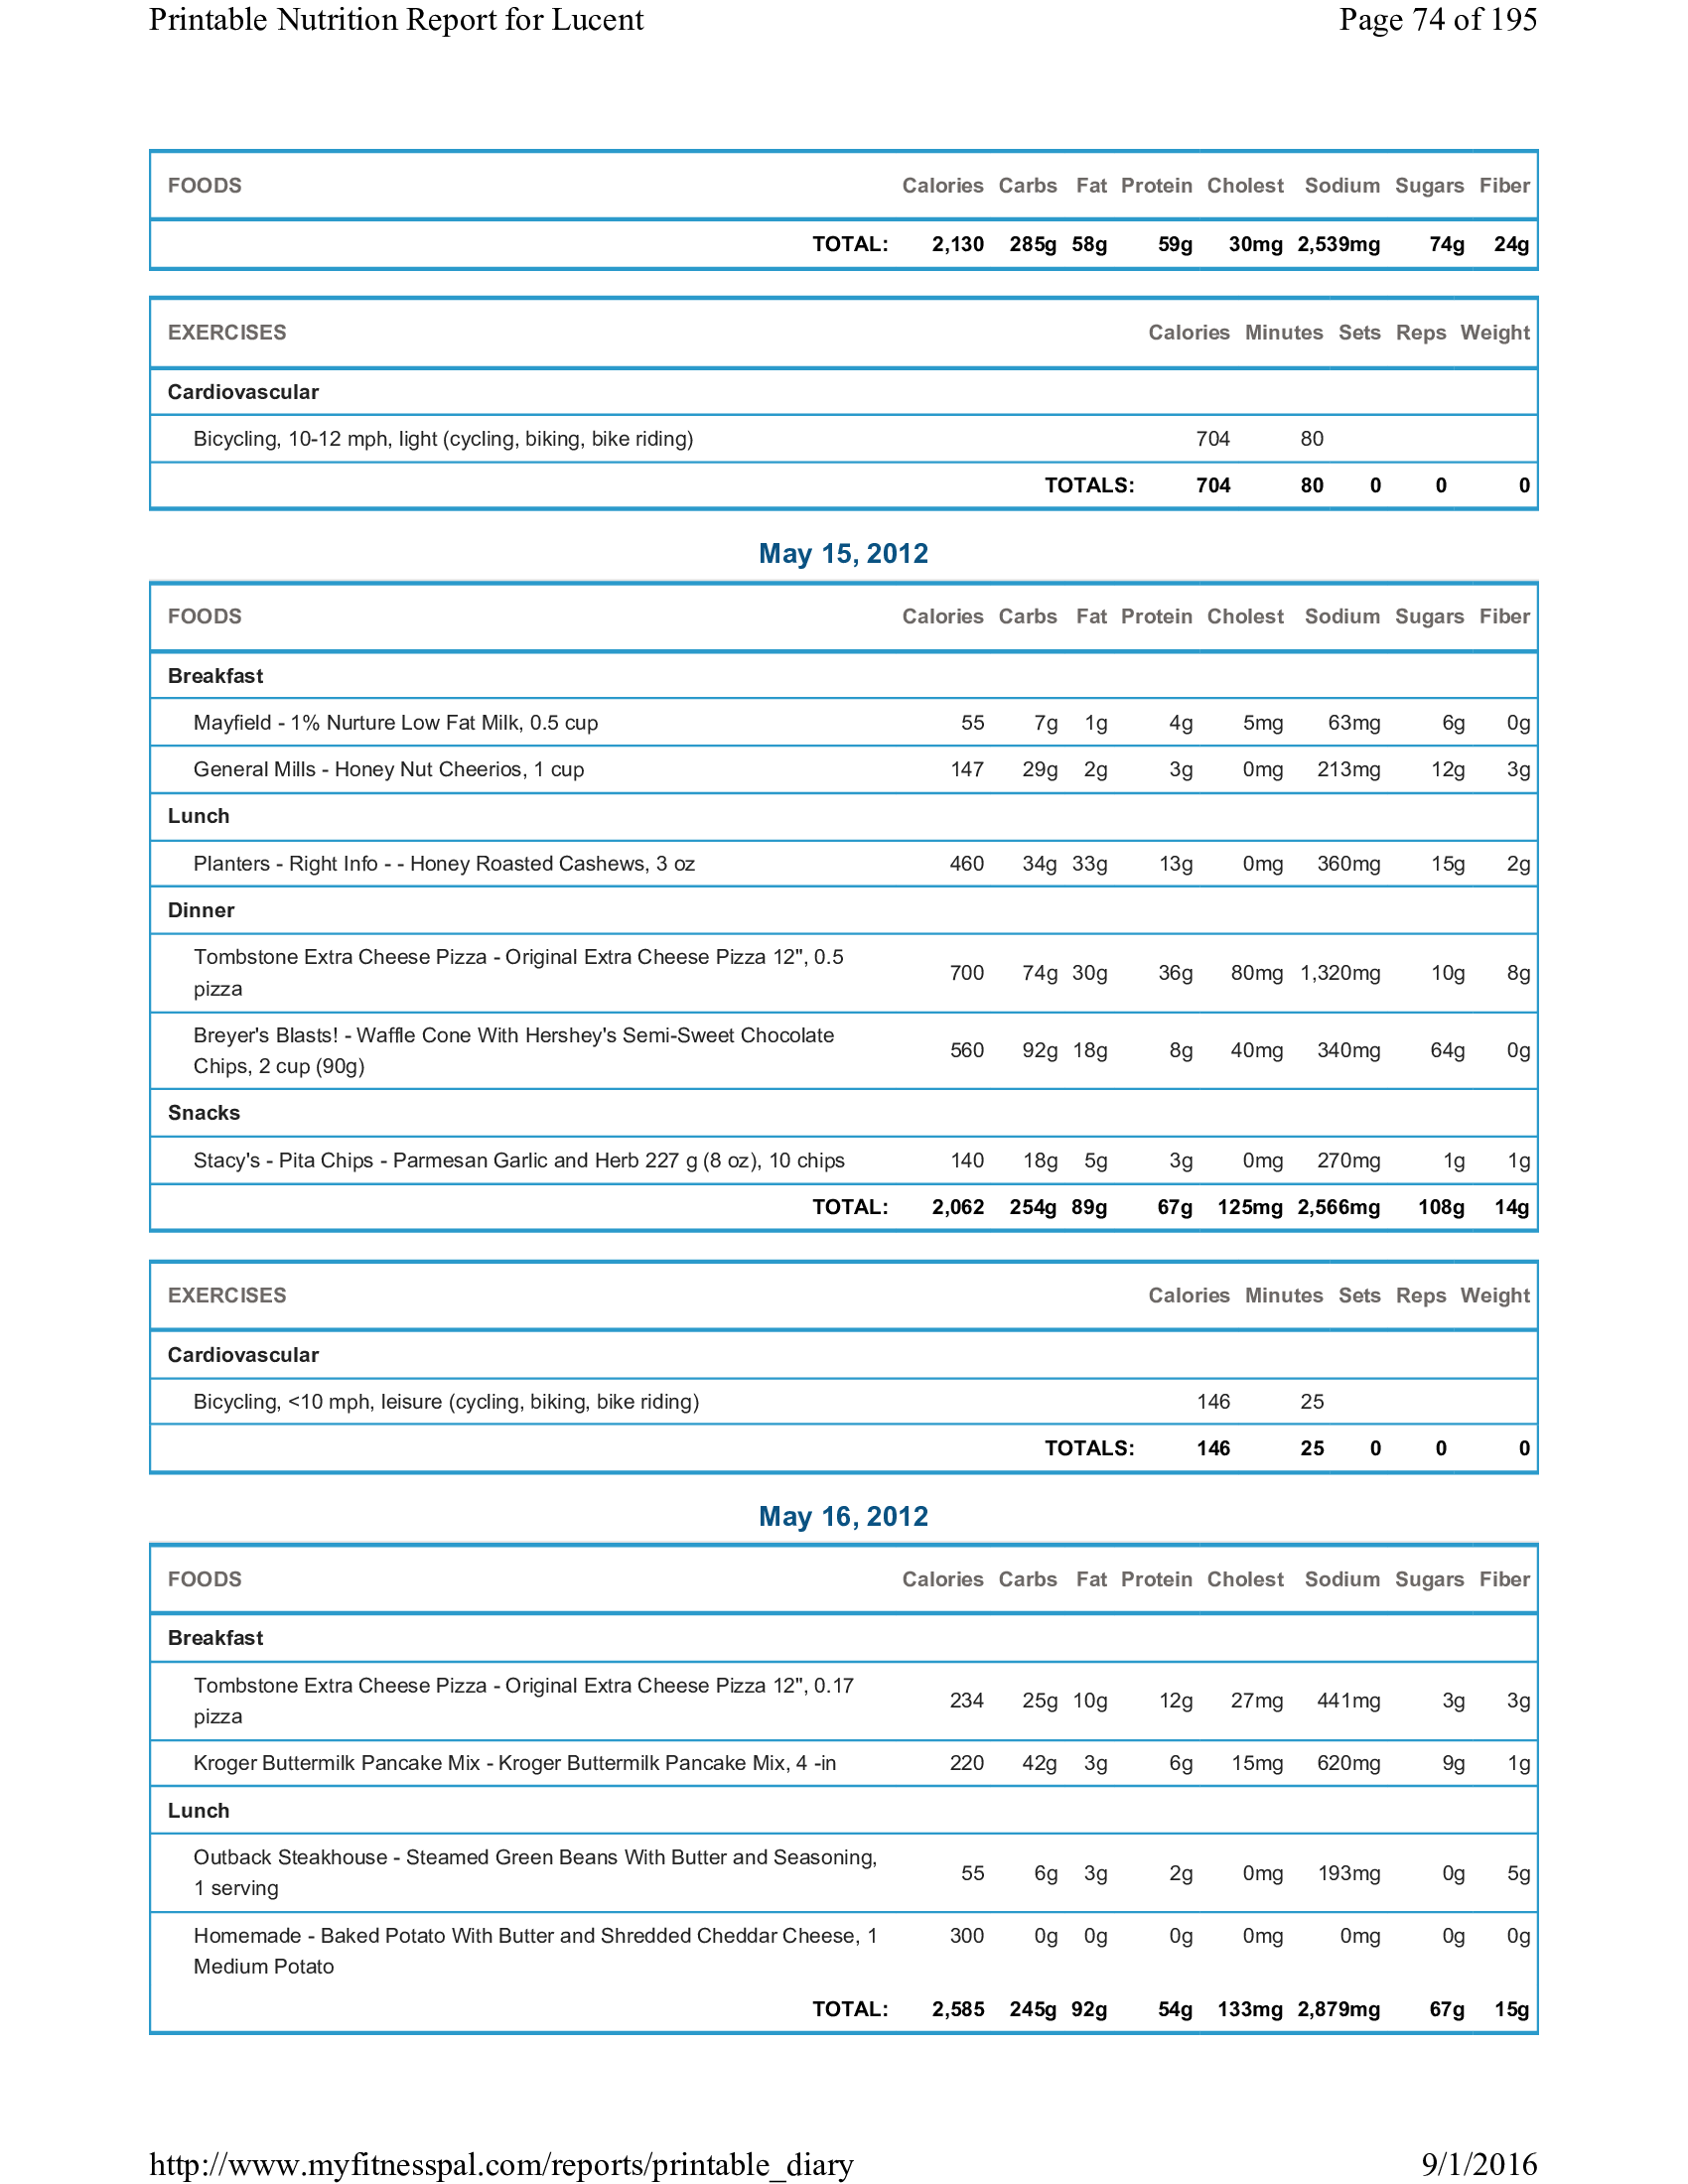 Printable Nutrition Report for Lucent Page 74 of 195
FOODS Calories Carbs Fat Protein Cholest Sodium Sugars Fiber
TOTAL: 2,130 285g 58g 59g 30mg 2,539mg 74g 24g
EXERCISES Calories Minutes Sets Reps Weight
Cardiovascular
Bicycling, 10-12 mph, light (cycling, biking, bike riding) 704 80
TOTALS: 704 80 0 0 0
May 15, 2012
FOODS Calories Carbs Fat Protein Cholest Sodium Sugars Fiber
Breakfast
Mayfield - 1% Nurture Low Fat Milk, 0.5 cup 55 7g 1g 4g 5mg 63mg 6g 0g
General Mills - Honey Nut Cheerios, 1 cup 147 29g 2g 3g 0mg 213mg 12g 3g
Lunch
Planters - Right Info - - Honey Roasted Cashews, 3 oz 460 34g 33g 13g 0mg 360mg 15g 2g
Dinner
Tombstone Extra Cheese Pizza - Original Extra Cheese Pizza 12", 0.5
pizza 700 74g 30g 36g 80mg 1,320mg 10g 8g
Breyer's Blasts! - Waffle Cone With Hershey's Semi-Sweet Chocolate
Chips, 2 cup (90g) 560 92g 18g 8g 40mg 340mg 64g 0g
Snacks
Stacy's - Pita Chips - Parmesan Garlic and Herb 227 g (8 oz), 10 chips 140 18g 5g 3g 0mg 270mg 1g 1g
TOTAL: 2,062 254g 89g 67g 125mg 2,566mg 108g 14g
EXERCISES Calories Minutes Sets Reps Weight
Cardiovascular
Bicycling, <10 mph, leisure (cycling, biking, bike riding) 146 25
TOTALS: 146 25 0 0 0
May 16, 2012
FOODS Calories Carbs Fat Protein Cholest Sodium Sugars Fiber
Breakfast
Tombstone Extra Cheese Pizza - Original Extra Cheese Pizza 12", 0.17
pizza 234 25g 10g 12g 27mg 441mg 3g 3g
Kroger Buttermilk Pancake Mix - Kroger Buttermilk Pancake Mix, 4 -in 220 42g 3g 6g 15mg 620mg 9g 1g
Lunch
Outback Steakhouse - Steamed Green Beans With Butter and Seasoning,
1 serving 55 6g 3g 2g 0mg 193mg 0g 5g
Homemade - Baked Potato With Butter and Shredded Cheddar Cheese, 1 300 0g 0g 0g 0mg 0mg 0g 0g
Medium Potato
TOTAL: 2,585 245g 92g 54g 133mg 2,879mg 67g 15g
http://www.myfitnesspal.com/reports/printable_diary 9/1/2016